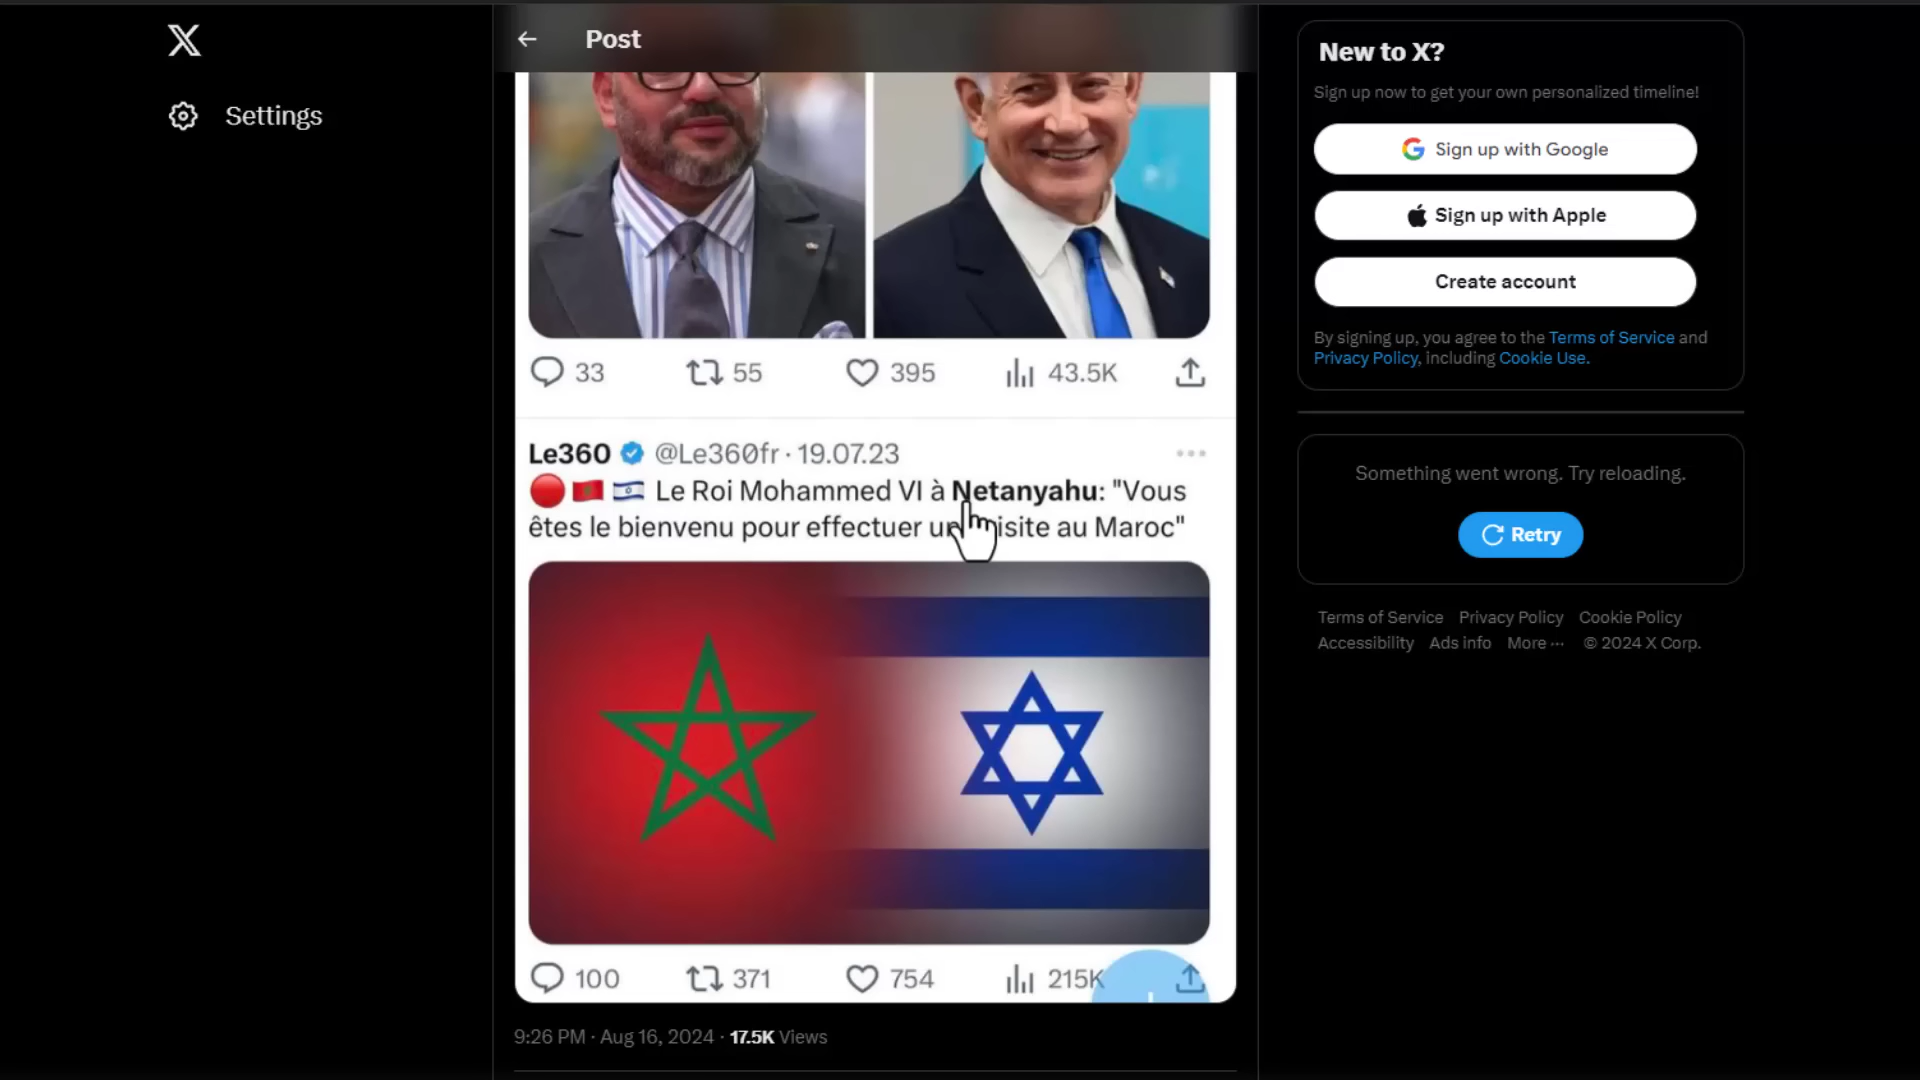 Post
Settings
33 55 395 43.5K
Le360 @Le360fr · 19.07.23
Le Roi Mohammed VI à Netanyahu: "Vous
êtes le bienvenu pour effectuer isite au Maroc"
100 371 754 215K
9:26 PM · Aug 16, 2024 · 17.5K Views
New to X?
Sign up now to get your own personalized timeline!
Sign up with Google
Sign up with Apple
Create account
By signing up, you agree to the Terms of Service and
Privacy Policy, including Cookie Use.
Something went wrong. Try reloading.
Retry
Terms of Service Privacy Policy Cookie Policy
Accessibility Ads info More ··· © 2024 X Corp.